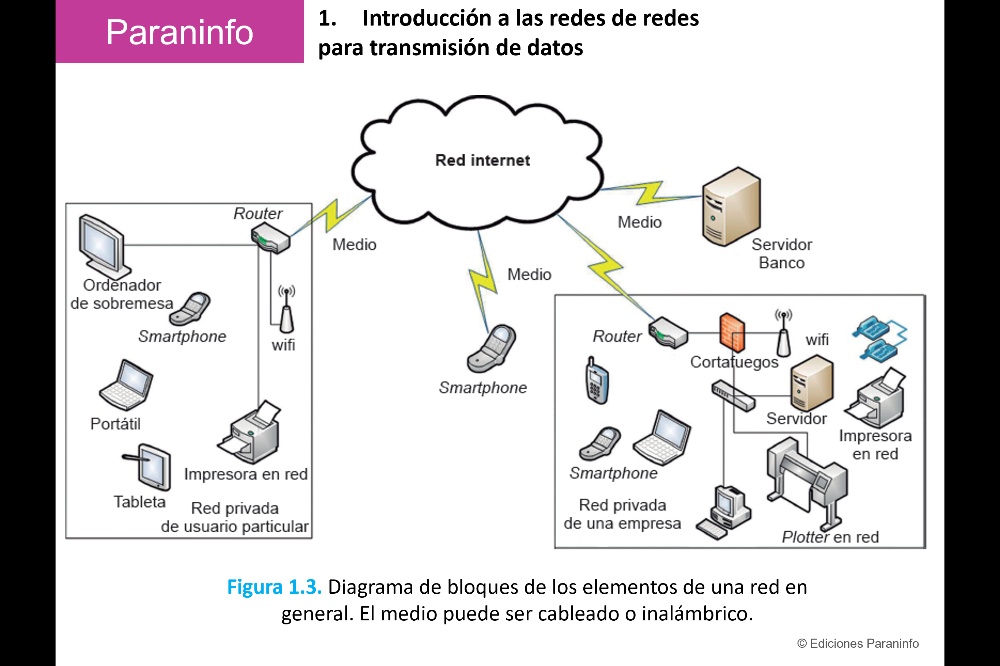 Paraninfo
1. Introducción a las redes de redes
para transmisión de datos
Red internet
Router
Medio
Medio
Servidor
Banco
Medio
Ordenador
de sobremesa
Smartphone
wifi
Router
wifi
Cortafuegos
Smartphone
Portátil
Servidor
Impresora
en red
Impresora en red
Smartphone
Tableta
Red privada
de usuario particular
Red privada
de una empresa
Plotter en red
Figura 1.3. Diagrama de bloques de los elementos de una red en
general. El medio puede ser cableado o inalámbrico.
© Ediciones Paraninfo